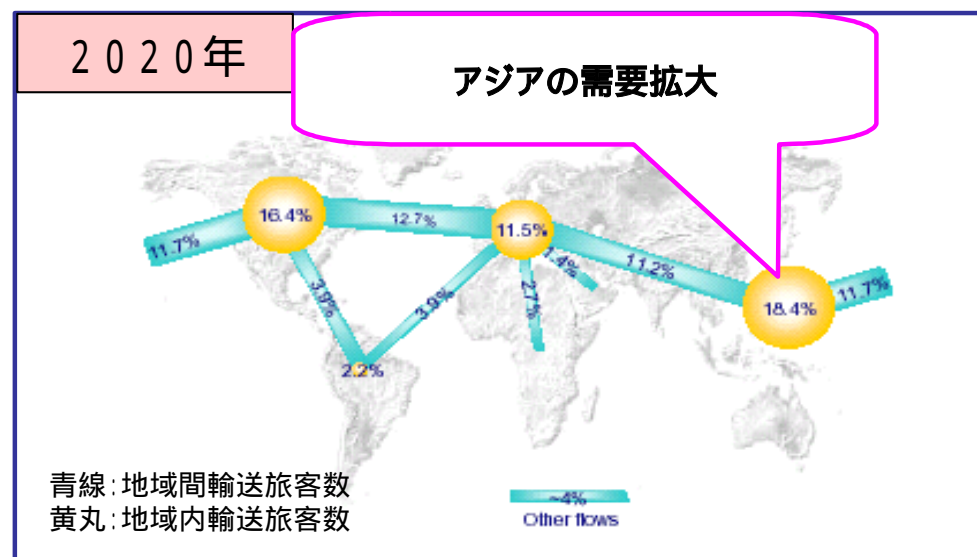 2020年
アジアの需要拡大
16.4%
12.7%
11.5%
11.7%
1.4%
11.2%
3.9%
3.9%
2.7%
18.4%
11.7%
2.2%
青線:地域間輸送旅客数
黄丸:地域内輸送旅客数
~4%
Other flows